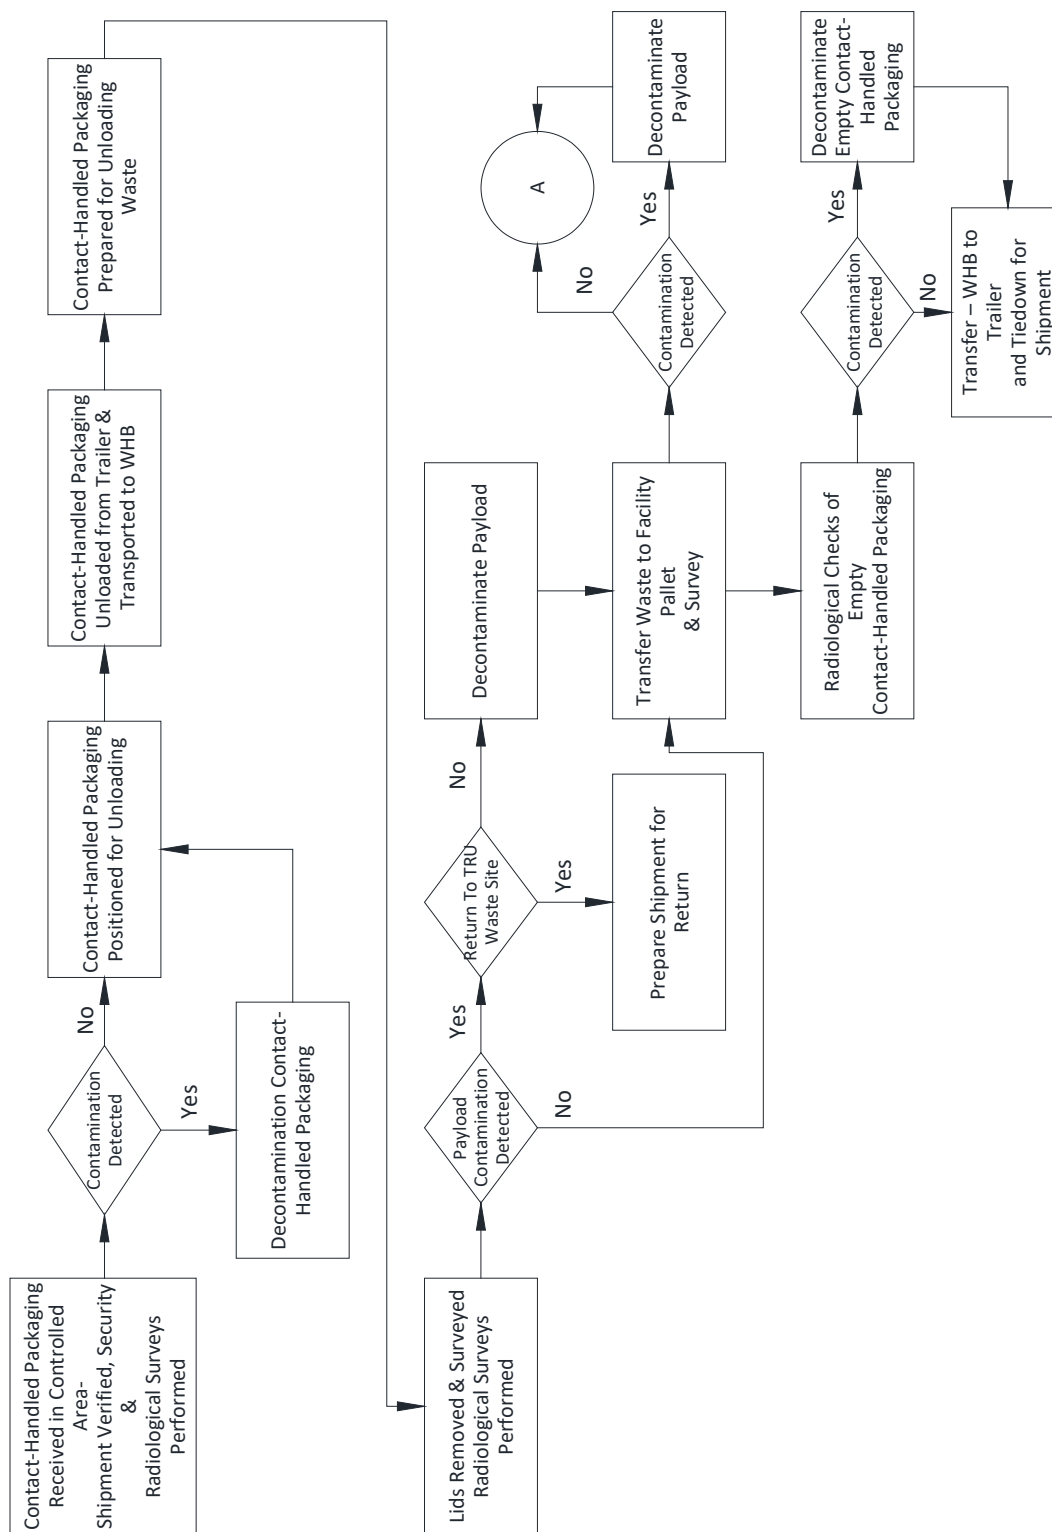 Contact-Handled Packaging
Received in Controlled
Area-
Shipment Verified, Security
&
Radiological Surveys
Performed
Contamination
Detected
No
Yes
Decontamination Contact-
Handled Packaging
Contact-Handled Packaging
Positioned for Unloading
Contact-Handled Packaging
Unloaded from Trailer &
Transported to WHB
Contact-Handled Packaging
Prepared for Unloading
Waste
Lids Removed & Surveyed
Radiological Surveys
Performed
Payload
Contamination
Detected
Yes
No
Return To TRU
Waste Site
No
Yes
Prepare Shipment for
Return
Decontaminate Payload
Transfer Waste to Facility
Pallet
& Survey
Contamination
Detected
No
Yes
Decontaminate
Payload
A
Radiological Checks of
Empty
Contact-Handled Packaging
Contamination
Detected
Yes
No
Decontaminate
Empty Contact-
Handled
Packaging
Transfer – WHB to
Trailer
and Tiedown for
Shipment